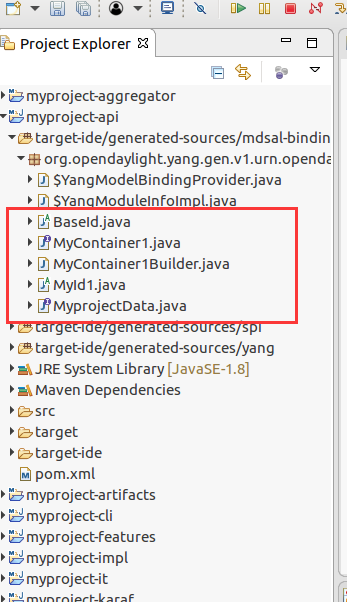 Project Explorer
myproject-aggregator
myproject-api
target-ide/generated-sources/mdsal-bindin
org.opendaylight.yang.gen.v1.urn.openda
$YangModelBindingProvider.java
$YangModuleInfoImpl.java
BaseId.java
MyContainer1.java
MyContainer1Builder.java
MyId1.java
MyprojectData.java
target-ide/generated-sources/spi
target-ide/generated-sources/yang
JRE System Library [JavaSE-1.8]
Maven Dependencies
src
target
target-ide
pom.xml
myproject-artifacts
myproject-cli
myproject-features
myproject-impl
myproject-it
myproject-karaf